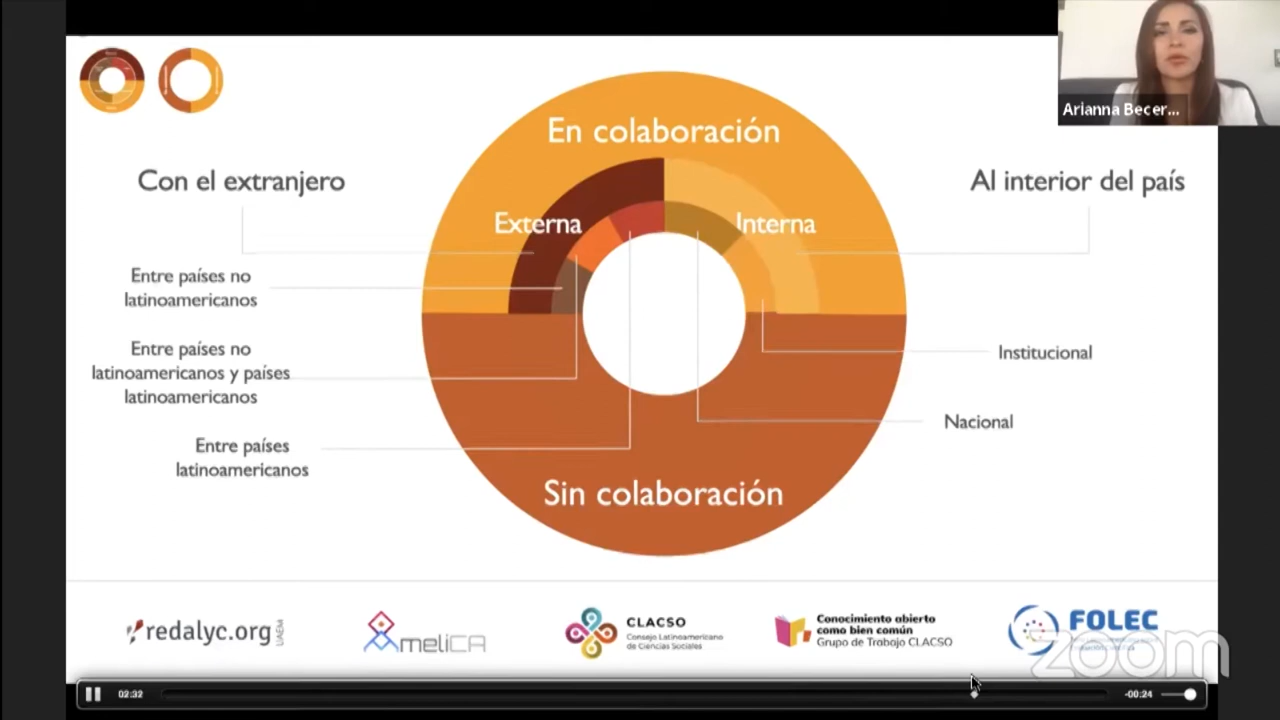 En colaboración
Con el extranjero
Al interior del país
Externa
Interna
Entre países no
latinoamericanos
Entre países no
latinoamericanos y países
latinoamericanos
Entre países
latinoamericanos
Institucional
Nacional
Sin colaboración
Arianna Becer...
redalyc.org
UAEM
AmeliCA
CLACSO
Consejo Latinoamericano
de Ciencias Sociales
Conocimiento abierto
como bien común
Grupo de Trabajo CLACSO
FOLEC
zoom
02:32
-00:24